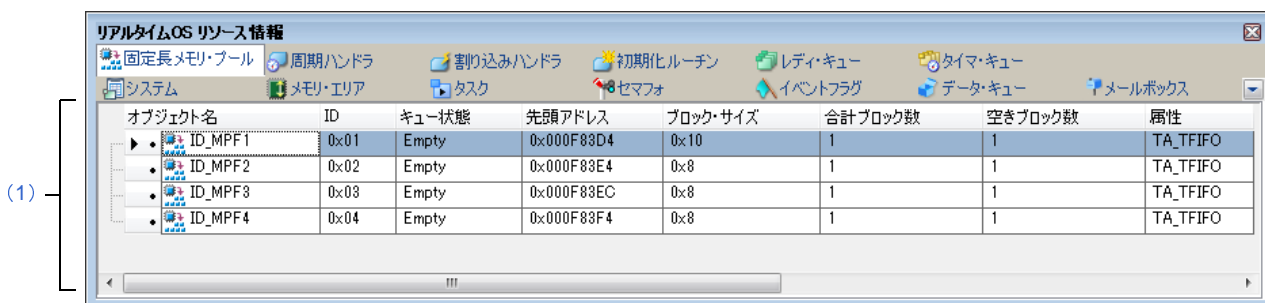 リアルタイムOS リソース情報
固定長メモリ・プール 周期ハンドラ 割り込みハンドラ 初期化ルーチン レディ・キュー タイマ・キュー
システム メモリ・エリア タスク セマフォ イベントフラグ データ・キュー メールボックス
オブジェクト名 ID キュー状態 先頭アドレス ブロック・サイズ 合計ブロック数 空きブロック数 属性
ID_MPF1 0x01 Empty 0x000F83D4 0x10 1 1 TA_TFIFO
ID_MPF2 0x02 Empty 0x000F83E4 0x8 1 1 TA_TFIFO
(1)
ID_MPF3 0x03 Empty 0x000F83EC 0x8 1 1 TA_TFIFO
ID_MPF4 0x04 Empty 0x000F83F4 0x8 1 1 TA_TFIFO